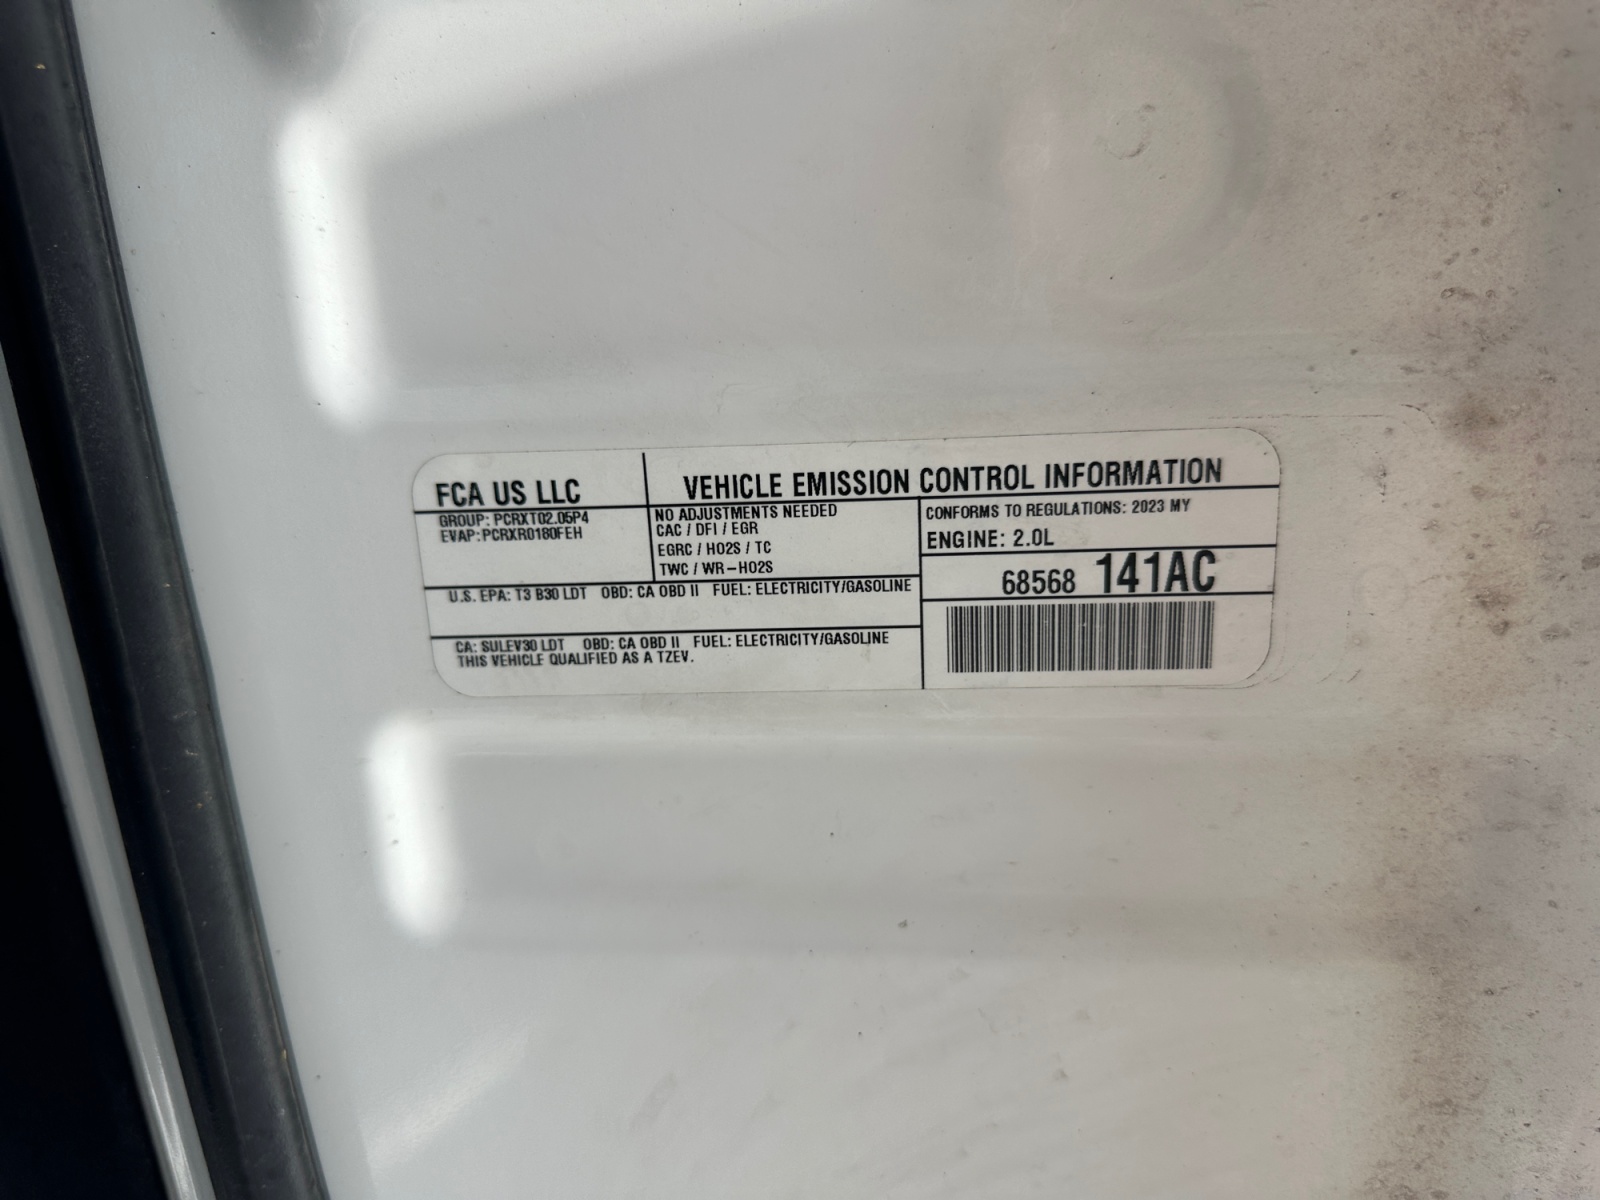 FCA US LLC
VEHICLE EMISSION CONTROL INFORMATION
GROUP: PCRXT02.05P4
EVAP:PCRXR0180FEH
NO ADJUSTMENTS NEEDED
CAC / DFI / EGR
EGRC / HO2S / TC
TWC / WR-HO2S
CONFORMS TO REGULATIONS: 2023 MY
ENGINE: 2.0L
68568 141AC
U.S. EPA: T3 B30 LDT OBD: CA OBD II FUEL: ELECTRICITY/GASOLINE
CA: SULEV30 LDT OBD: CA OBD II FUEL: ELECTRICITY/GASOLINE
THIS VEHICLE QUALIFIED AS A TZEV.